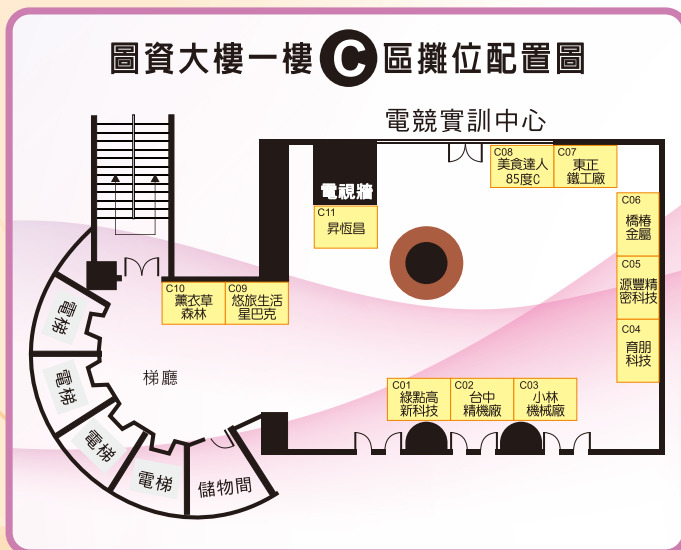 圖資大樓一樓C區攤位配置圖
電競實訓中心
C08
美食達人
85度C
C07
東正
鐵工廠
電視牆
C11
昇恆昌
C06
橋椿
金屬
C05
源豐精
密科技
C04
育朋
科技
C10
薰衣草
森林
C09
悠旅生活
星巴克
電梯
電梯
電梯
電梯
梯廳
儲物間
C01
綠點高
新科技
C02
台中
精機廠
C03
小林
機械廠